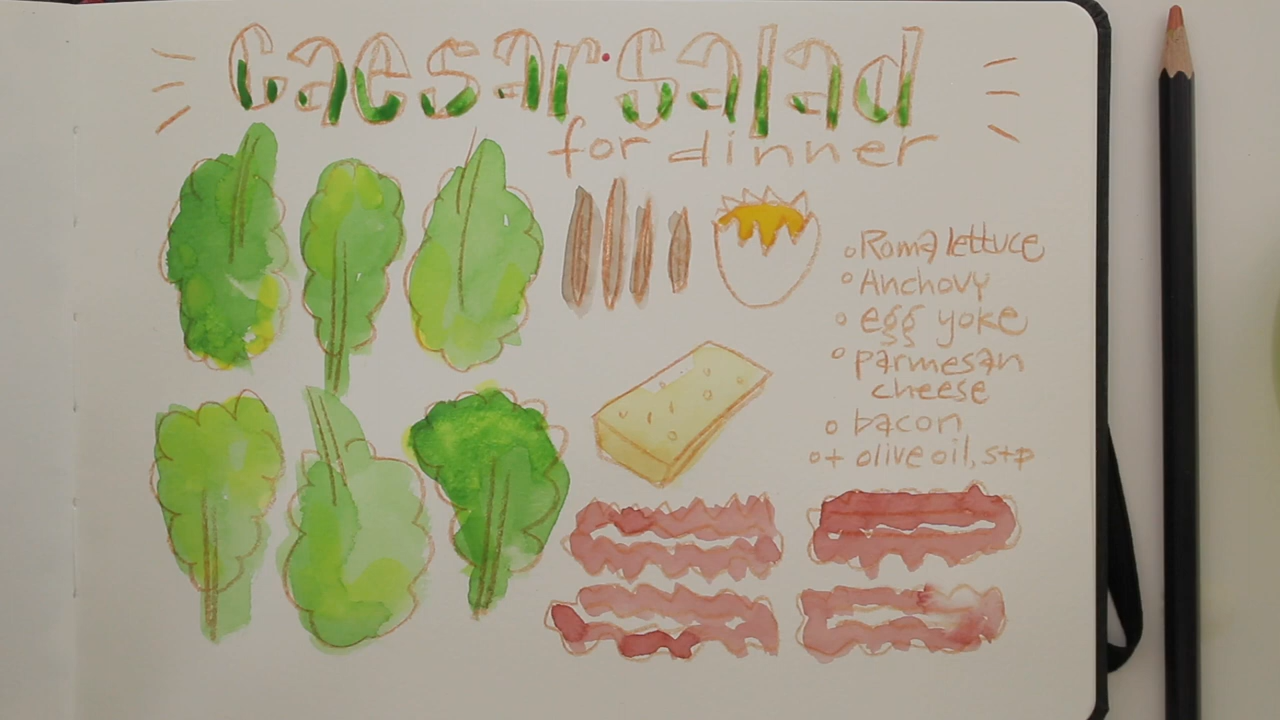 Caesar Salad
for dinner
Roma lettuce
Anchovy
egg yoke
parmesan
cheese
bacon
+ olive oil, s+p